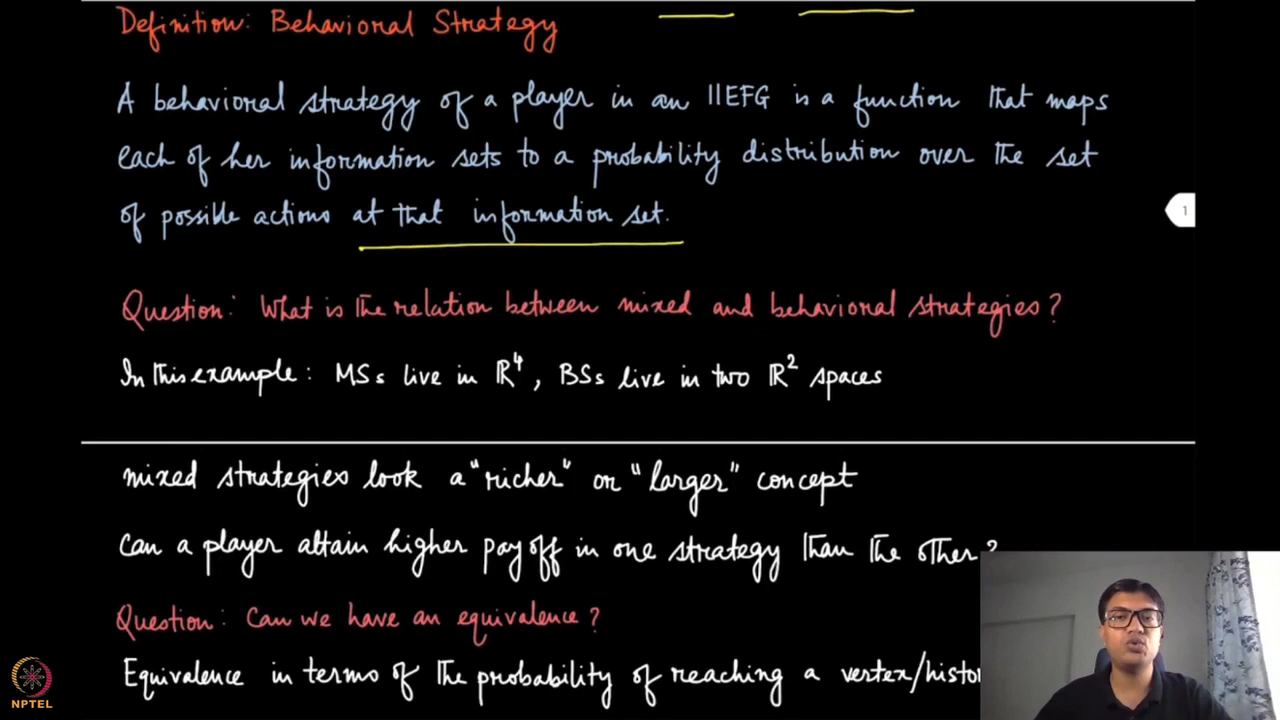 Definition: Behavioral Strategy
A behavioral strategy of a player in an IIEFG is a function that maps
each of her information sets to a probability distribution over the set
of possible actions at that information set.
1
Question: What is the relation between mixed and behavioral strategies?
In this example: MSs live in ℝ⁴, BSs live in two ℝ² spaces
mixed strategies look a "richer" or "larger" concept
can a player attain higher payoff in one strategy than the other?
Question: Can we have an equivalence?
Equivalence in terms of the probability of reaching a vertex/histo
NPTEL